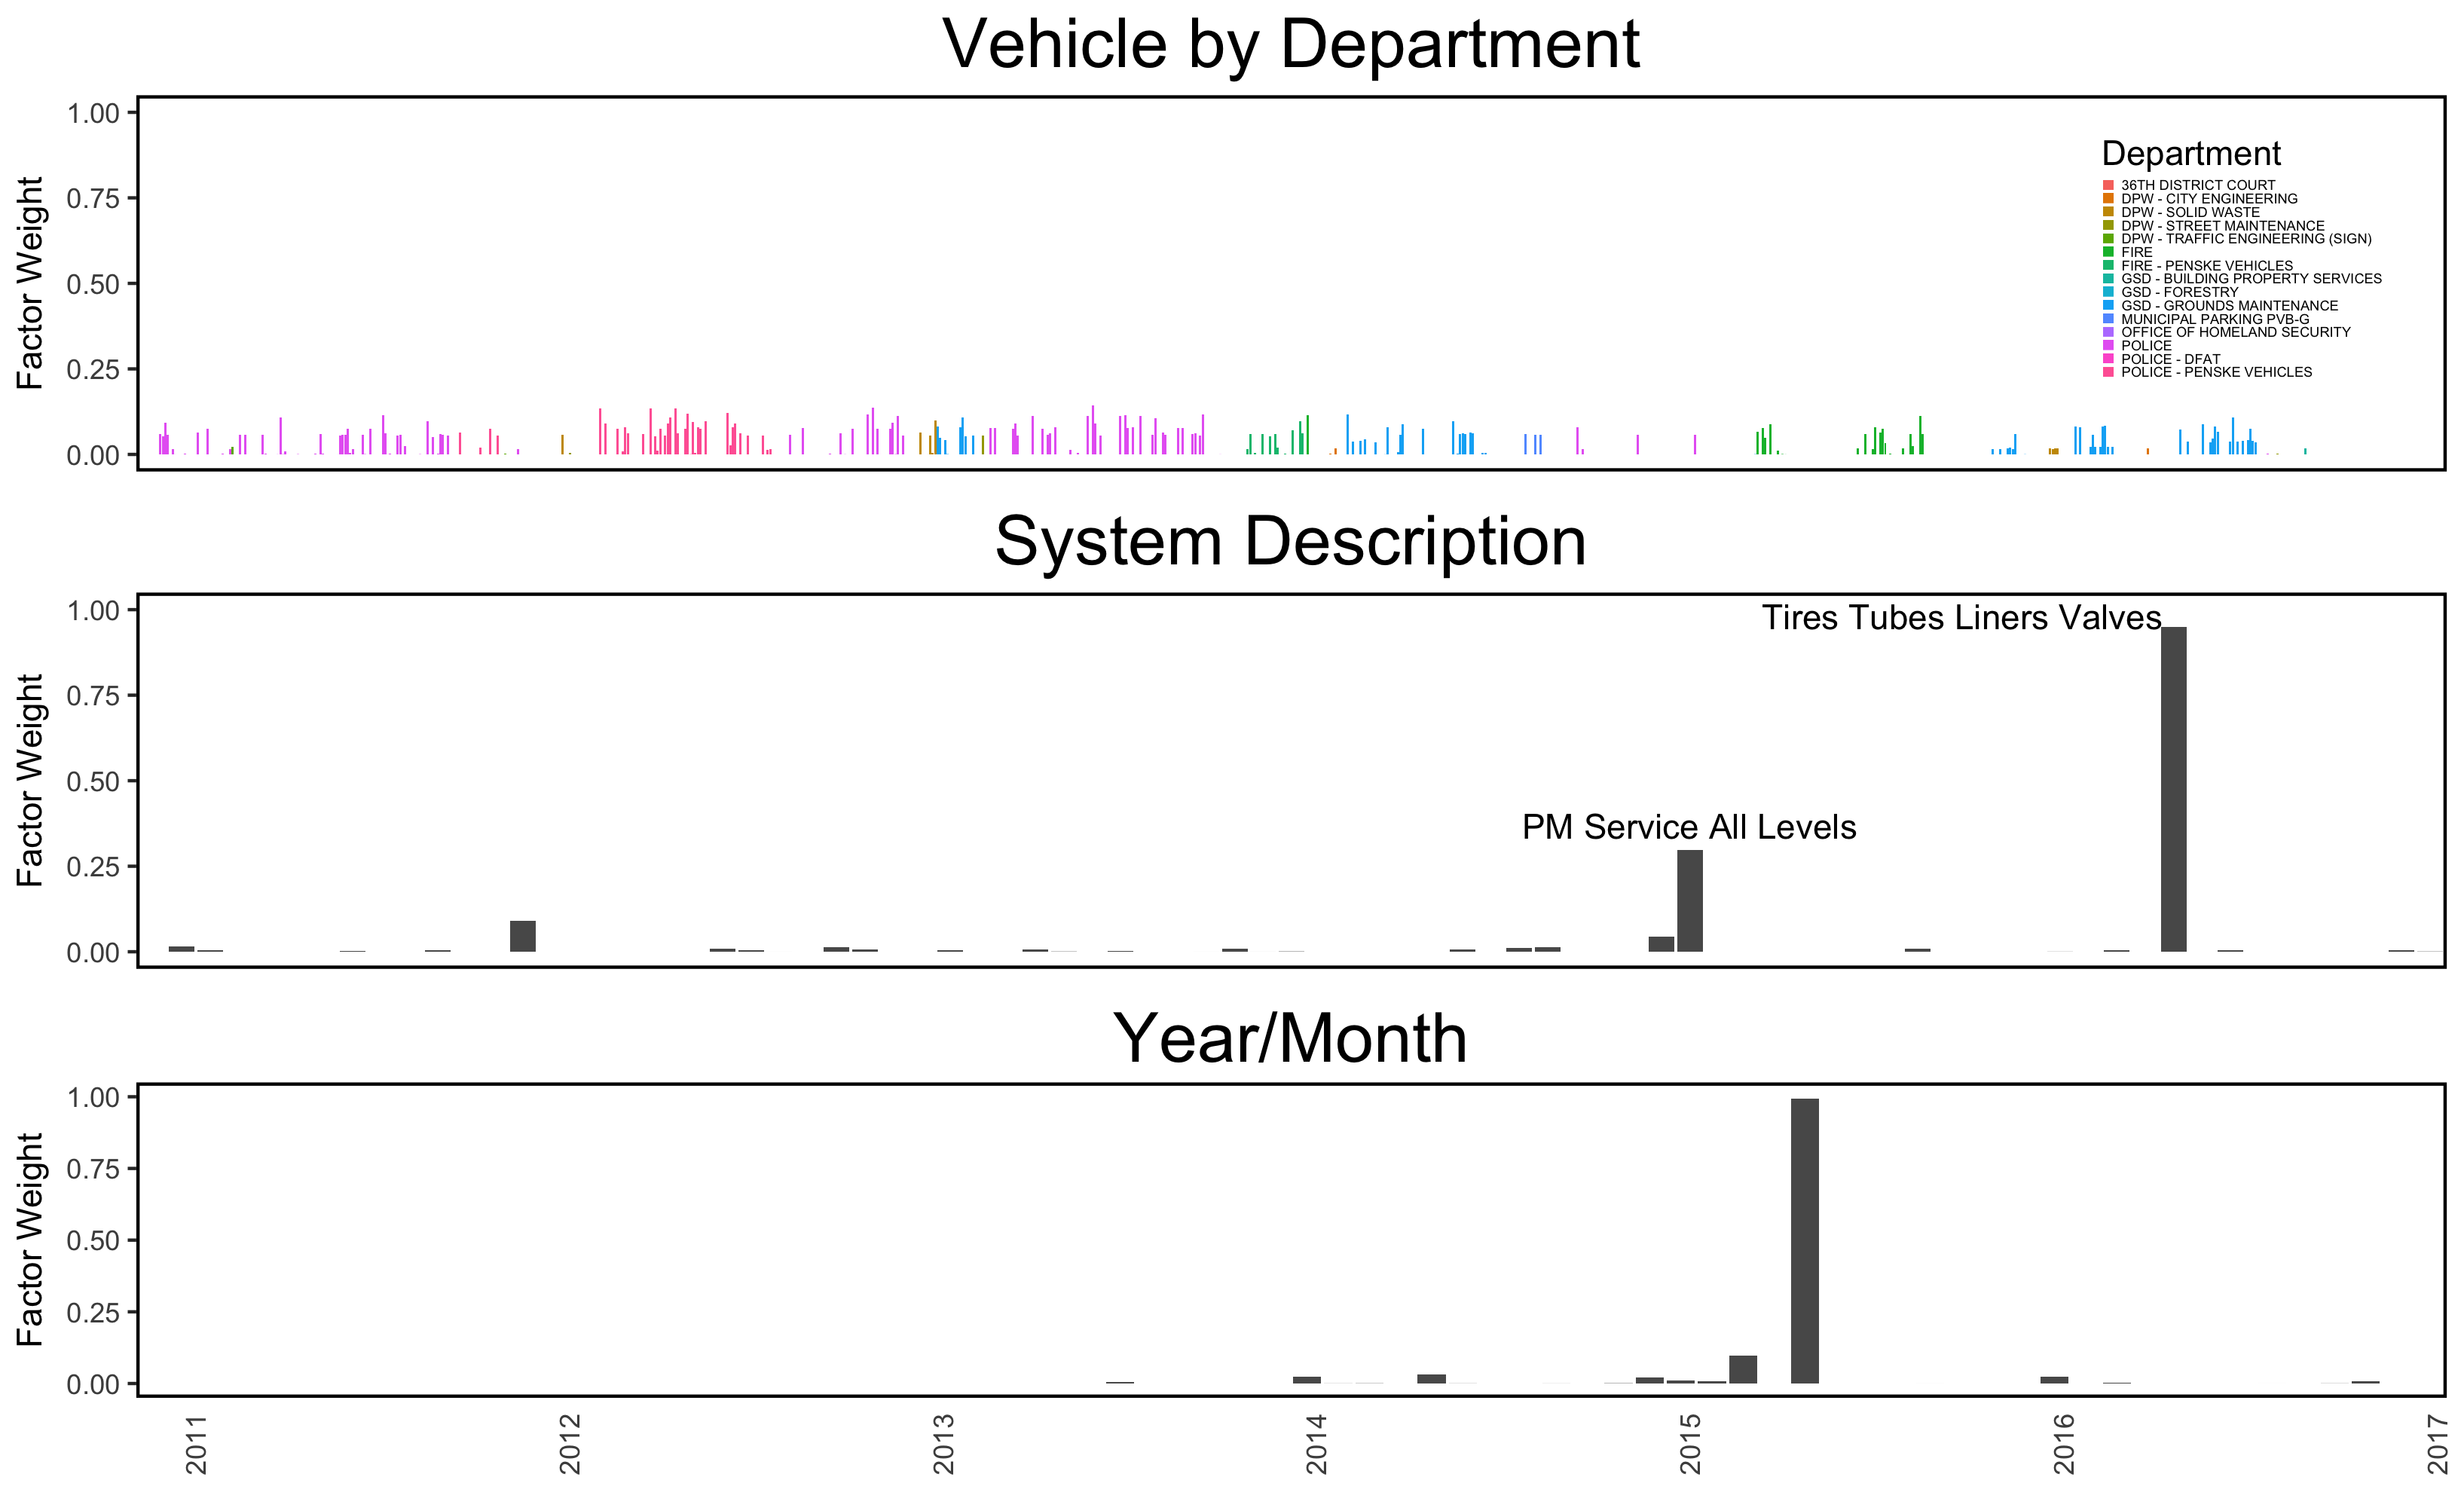 Vehicle by Department
Factor Weight
1.00
0.75
0.50
0.25
0.00
Department
36TH DISTRICT COURT
DPW - CITY ENGINEERING
DPW - SOLID WASTE
DPW - STREET MAINTENANCE
DPW - TRAFFIC ENGINEERING (SIGN)
FIRE
FIRE - PENSKE VEHICLES
GSD - BUILDING PROPERTY SERVICES
GSD - FORESTRY
GSD - GROUNDS MAINTENANCE
MUNICIPAL PARKING PVB-G
OFFICE OF HOMELAND SECURITY
POLICE
POLICE - DFAT
POLICE - PENSKE VEHICLES
System Description
Factor Weight
1.00
0.75
0.50
0.25
0.00
Tires Tubes Liners Valves
PM Service All Levels
Year/Month
Factor Weight
1.00
0.75
0.50
0.25
0.00
2011
2012
2013
2014
2015
2016
2017